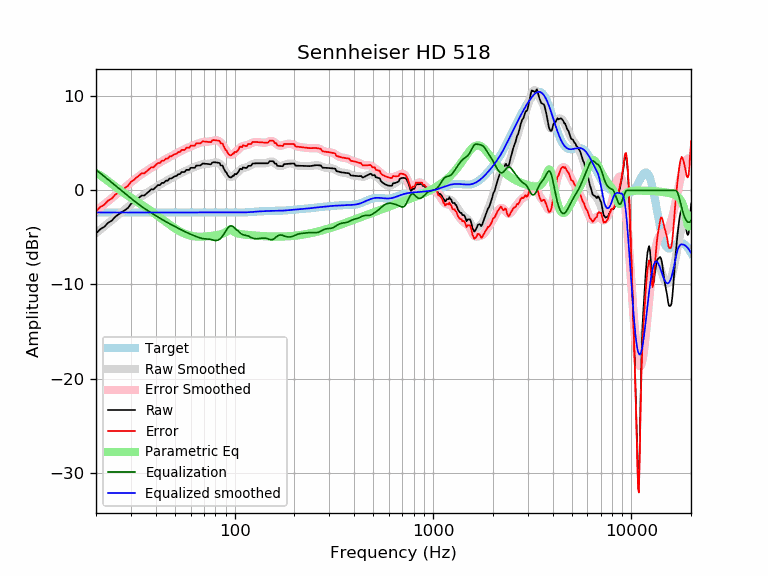 Sennheiser HD 518
Amplitude (dBr)
10
0
−10
−20
−30
Target
Raw Smoothed
Error Smoothed
Raw
Error
Parametric Eq
Equalization
Equalized smoothed
100
1000
10000
Frequency (Hz)